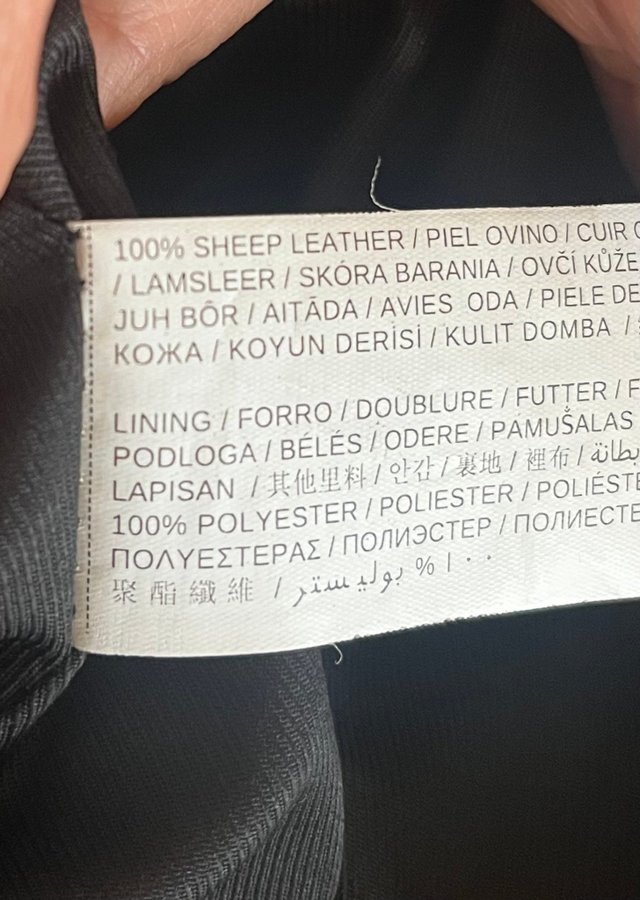 100% SHEEP LEATHER / PIEL OVINO / CUIR
/ LAMSLEER / SKÓRA BARANIA / OVČÍ KŮŽE
JUH BÔR / AITĀDA / AVIES ODA / PIELE DE
КОЖА / KOYUN DERİSİ / KULIT DOMBA /
LINING / FORRO / DOUBLURE / FUTTER / F
PODLOGA / BÉLÉS / ODERE / PAMUŠALAS
LAPISAN / 其他里料 / 안감 / 裏地 / 裡布 / بطانة
100% POLYESTER / POLIESTER / POLIÉSTE
ΠΟΛΥΕΣΤΕΡΑΣ / ПОЛИЭСТЕР / ПОЛИЕСТЕ
聚酯纖維 / بوليستر % ١٠٠